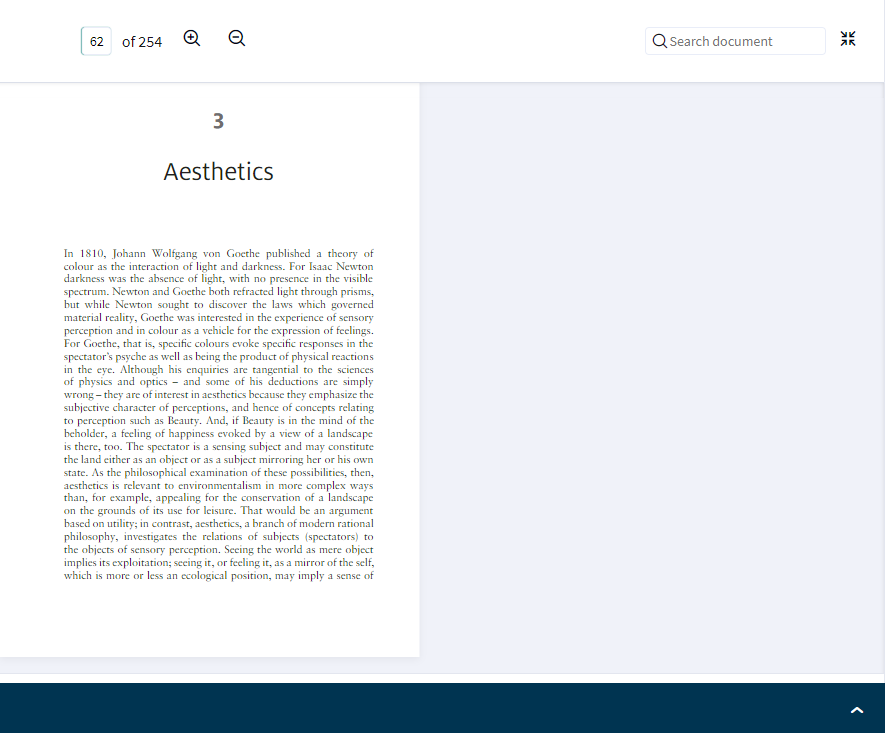 62 of 254
Search document
3
Aesthetics
In 1810, Johann Wolfgang von Goethe published a theory of
colour as the interaction of light and darkness. For Isaac Newton
darkness was the absence of light, with no presence in the visible
spectrum. Newton and Goethe both refracted light through prisms,
but while Newton sought to discover the laws which governed
material reality, Goethe was interested in the experience of sensory
perception and in colour as a vehicle for the expression of feelings.
For Goethe, that is, specific colours evoke specific responses in the
spectator's psyche as well as being the product of physical reactions
in the eye. Although his enquiries are tangential to the sciences
of physics and optics – and some of his deductions are simply
wrong – they are of interest in aesthetics because they emphasize the
subjective character of perceptions, and hence of concepts relating
to perception such as Beauty. And, if Beauty is in the mind of the
beholder, a feeling of happiness evoked by a view of a landscape
is there, too. The spectator is a sensing subject and may constitute
the land either as an object or as a subject mirroring her or his own
state. As the philosophical examination of these possibilities, then,
aesthetics is relevant to environmentalism in more complex ways
than, for example, appealing for the conservation of a landscape
on the grounds of its use for leisure. That would be an argument
based on utility; in contrast, aesthetics, a branch of modern rational
philosophy, investigates the relations of subjects (spectators) to
the objects of sensory perception. Seeing the world as mere object
implies its exploitation; seeing it, or feeling it, as a mirror of the self,
which is more or less an ecological position, may imply a sense of